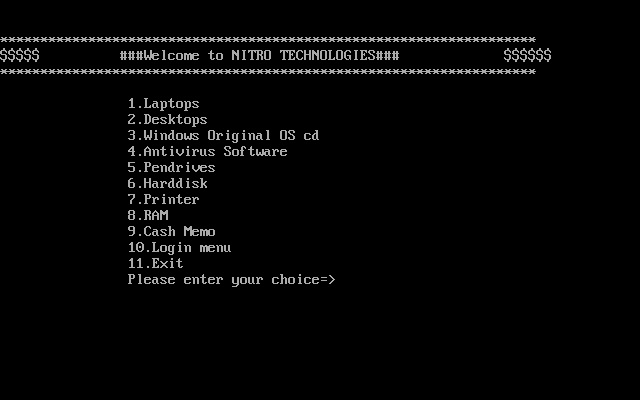 *******************************************************************
$$$$$ ###Welcome to NITRO TECHNOLOGIES### $$$$$$
*******************************************************************
1.Laptops
2.Desktops
3.Windows Original OS cd
4.Antivirus Software
5.Pendrives
6.Harddisk
7.Printer
8.RAM
9.Cash Memo
10.Login menu
11.Exit
Please enter your choice=>